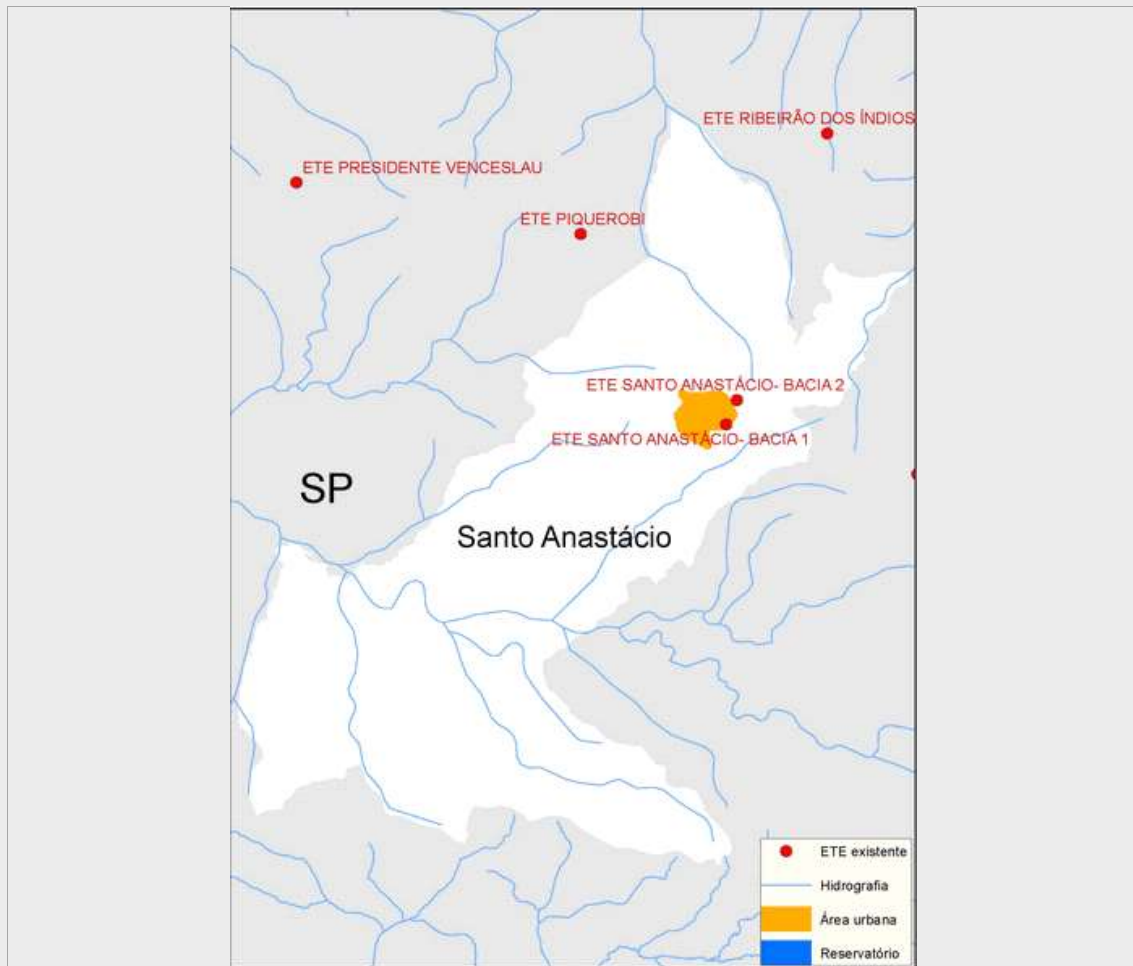 ETE RIBEIRÃO DOS ÍNDIOS
ETE PRESIDENTE VENCESLAU
ETE PIQUEROBI
ETE SANTO ANASTÁCIO- BACIA 2
ETE SANTO ANASTÁCIO- BACIA 1
SP
Santo Anastácio
ETE existente
Hidrografia
Área urbana
Reservatório